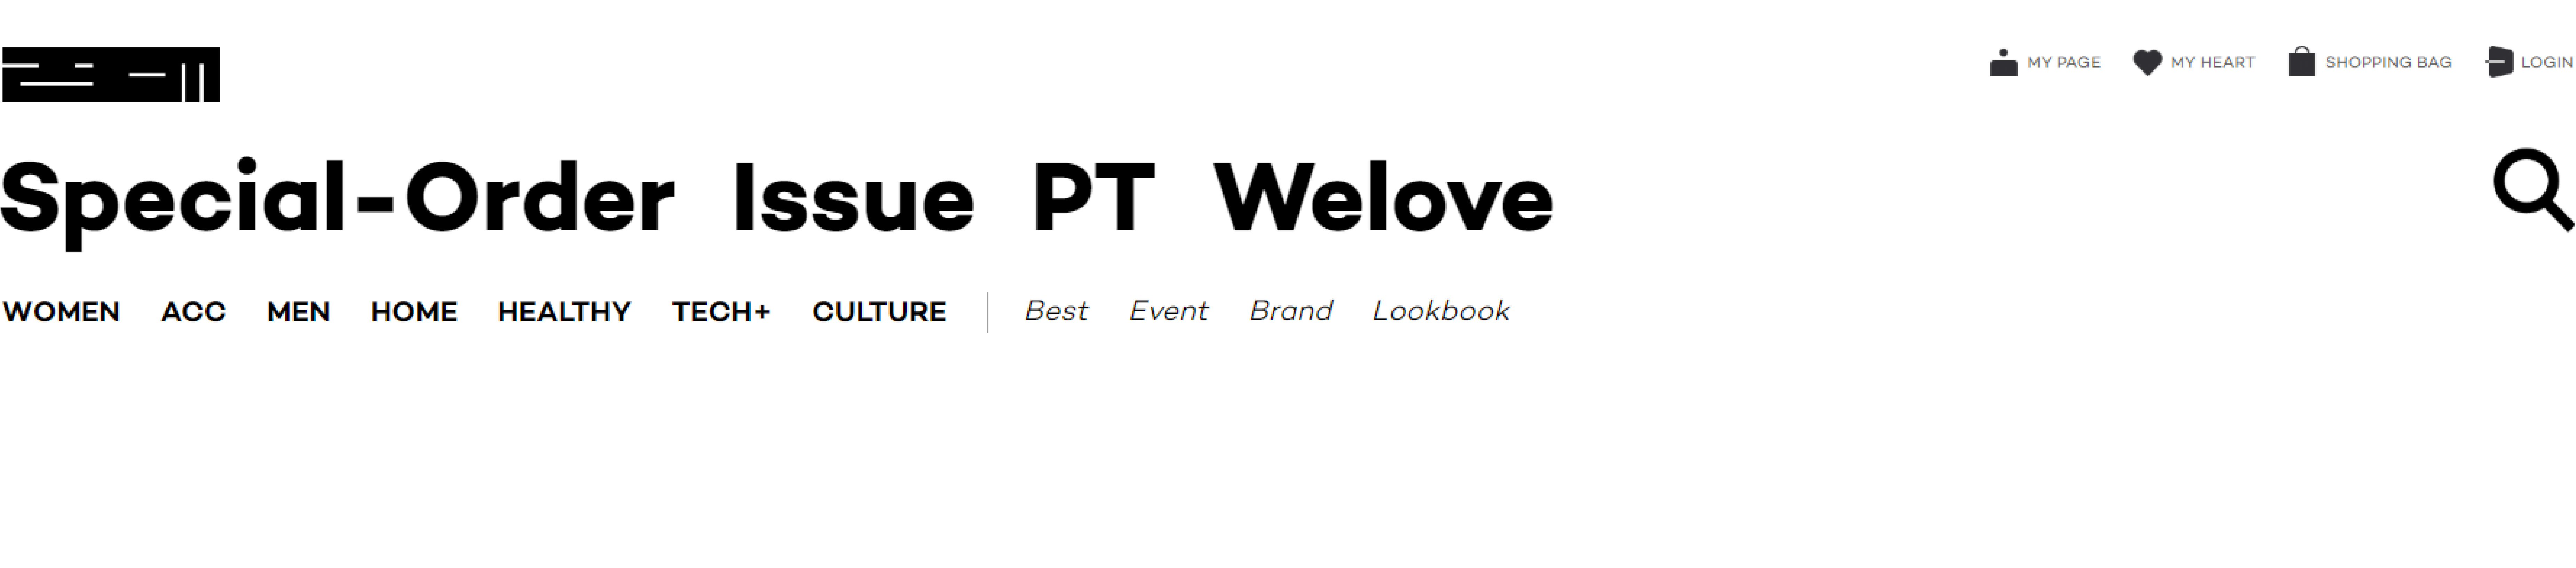 MY PAGE MY HEART SHOPPING BAG LOGIN
Special-Order Issue PT Welove
WOMEN ACC MEN HOME HEALTHY TECH+ CULTURE Best Event Brand Lookbook